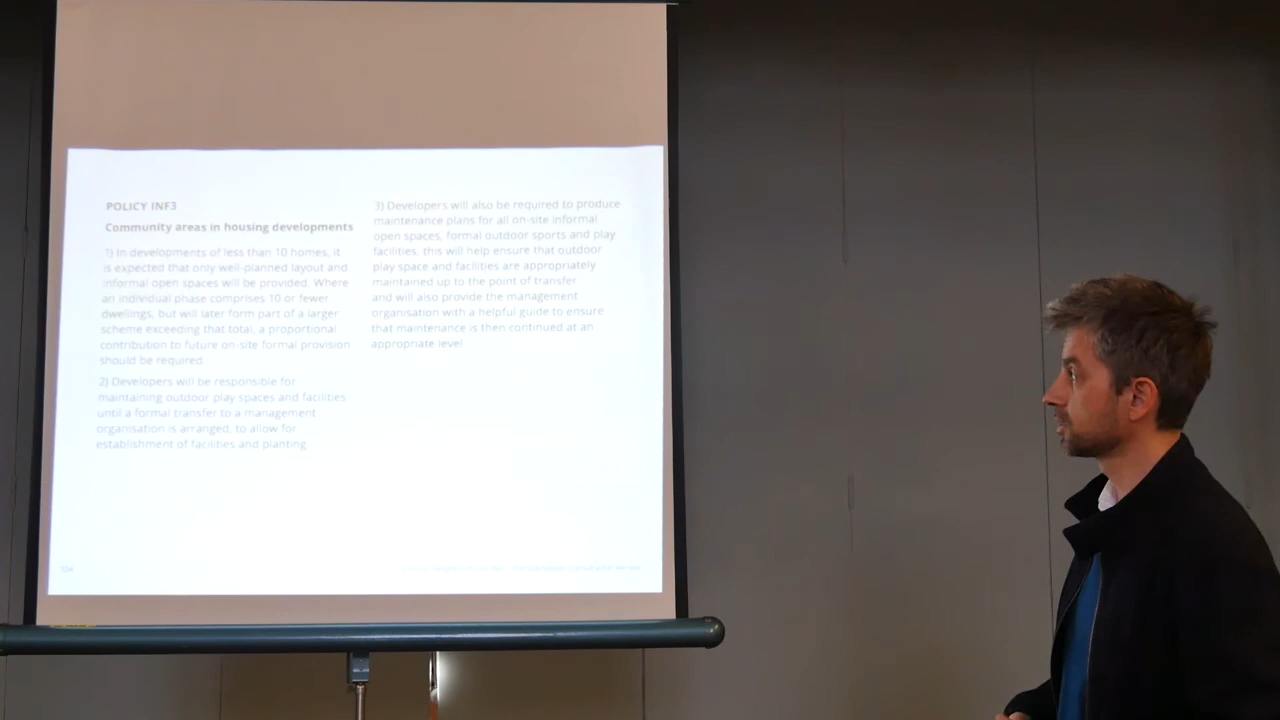 POLICY INF3
Community areas in housing developments
1) In developments of less than 10 homes, it
is expected that only well-planned layout and
informal open spaces will be provided. Where
an individual phase comprises 10 or fewer
dwellings, but will later form part of a larger
scheme exceeding that total, a proportional
contribution to future on-site formal provision
should be required.
2) Developers will be responsible for
maintaining outdoor play spaces and facilities
until a formal transfer to a management
organisation is arranged, to allow for
establishment of facilities and planting
3) Developers will also be required to produce
maintenance plans for all on-site informal
open spaces, formal outdoor sports and play
facilities, this will help ensure that outdoor
play space and facilities are appropriately
maintained up to the point of transfer
and will also provide the management
organisation with a helpful guide to ensure
that maintenance is then continued at an
appropriate level